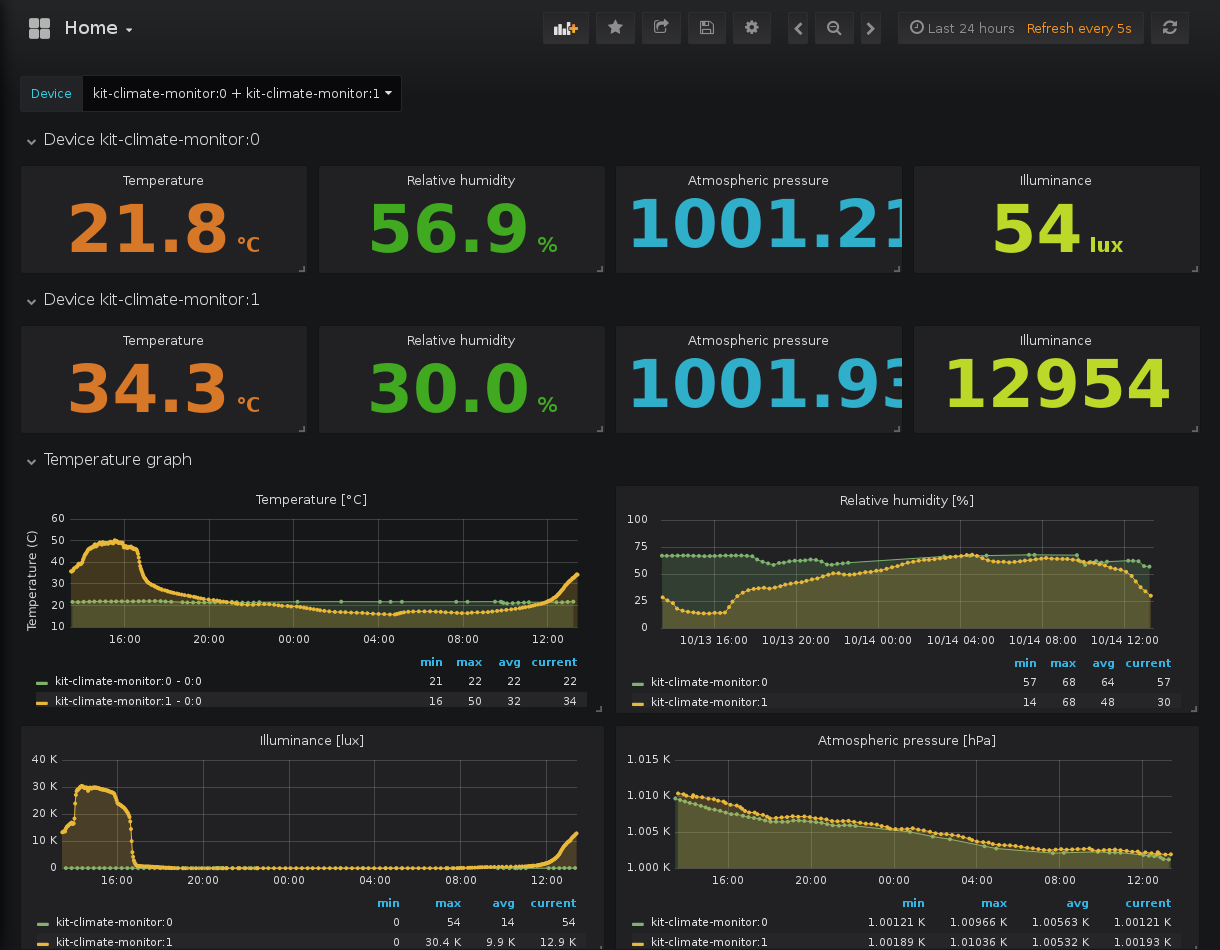 Home
Last 24 hours Refresh every 5s
Device kit-climate-monitor:0 + kit-climate-monitor:1
Device kit-climate-monitor:0
Temperature Relative humidity Atmospheric pressure Illuminance
21.8 °C 56.9 % 1001.21 54 lux
Device kit-climate-monitor:1
Temperature Relative humidity Atmospheric pressure Illuminance
34.3 °C 30.0 % 1001.93 12954
Temperature graph
Temperature [°C]
Temperature (C)
60
50
40
30
20
10
16:00 20:00 00:00 04:00 08:00 12:00
min max avg current
kit-climate-monitor:0 - 0:0 21 22 22 22
kit-climate-monitor:1 - 0:0 16 50 32 34
Relative humidity [%]
100
75
50
25
0
10/13 16:00 10/13 20:00 10/14 00:00 10/14 04:00 10/14 08:00 10/14 12:00
min max avg current
kit-climate-monitor:0 57 68 64 57
kit-climate-monitor:1 14 68 48 30
Illuminance [lux]
40 K
30 K
20 K
10 K
0
16:00 20:00 00:00 04:00 08:00 12:00
min max avg current
kit-climate-monitor:0 0 54 14 54
kit-climate-monitor:1 0 30.4 K 9.9 K 12.9 K
Atmospheric pressure [hPa]
1.015 K
1.010 K
1.005 K
1.000 K
16:00 20:00 00:00 04:00 08:00 12:00
min max avg current
kit-climate-monitor:0 1.00121 K 1.00966 K 1.00563 K 1.00121 K
kit-climate-monitor:1 1.00189 K 1.01036 K 1.00532 K 1.00193 K